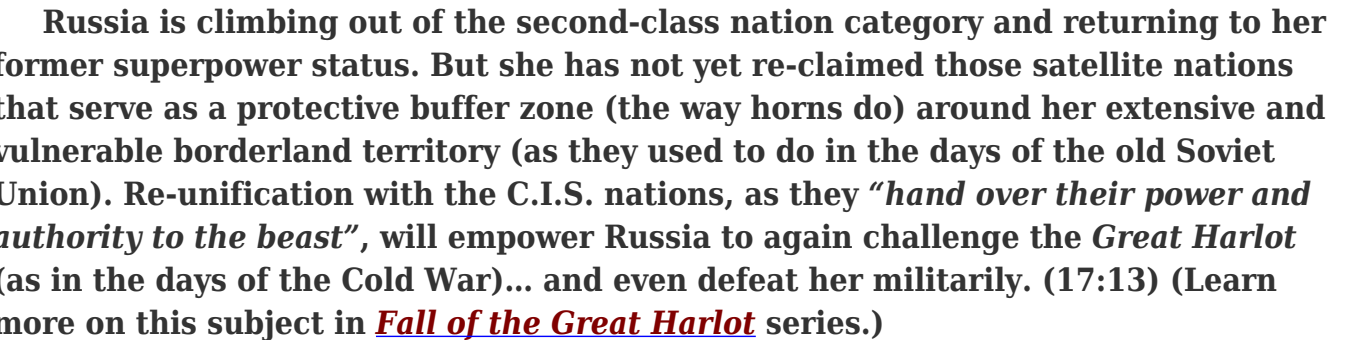 Russia is climbing out of the second-class nation category and returning to her
former superpower status. But she has not yet re-claimed those satellite nations
that serve as a protective buffer zone (the way horns do) around her extensive and
vulnerable borderland territory (as they used to do in the days of the old Soviet
Union). Re-unification with the C.I.S. nations, as they “hand over their power and
authority to the beast”, will empower Russia to again challenge the Great Harlot
(as in the days of the Cold War)… and even defeat her militarily. (17:13) (Learn
more on this subject in Fall of the Great Harlot series.)